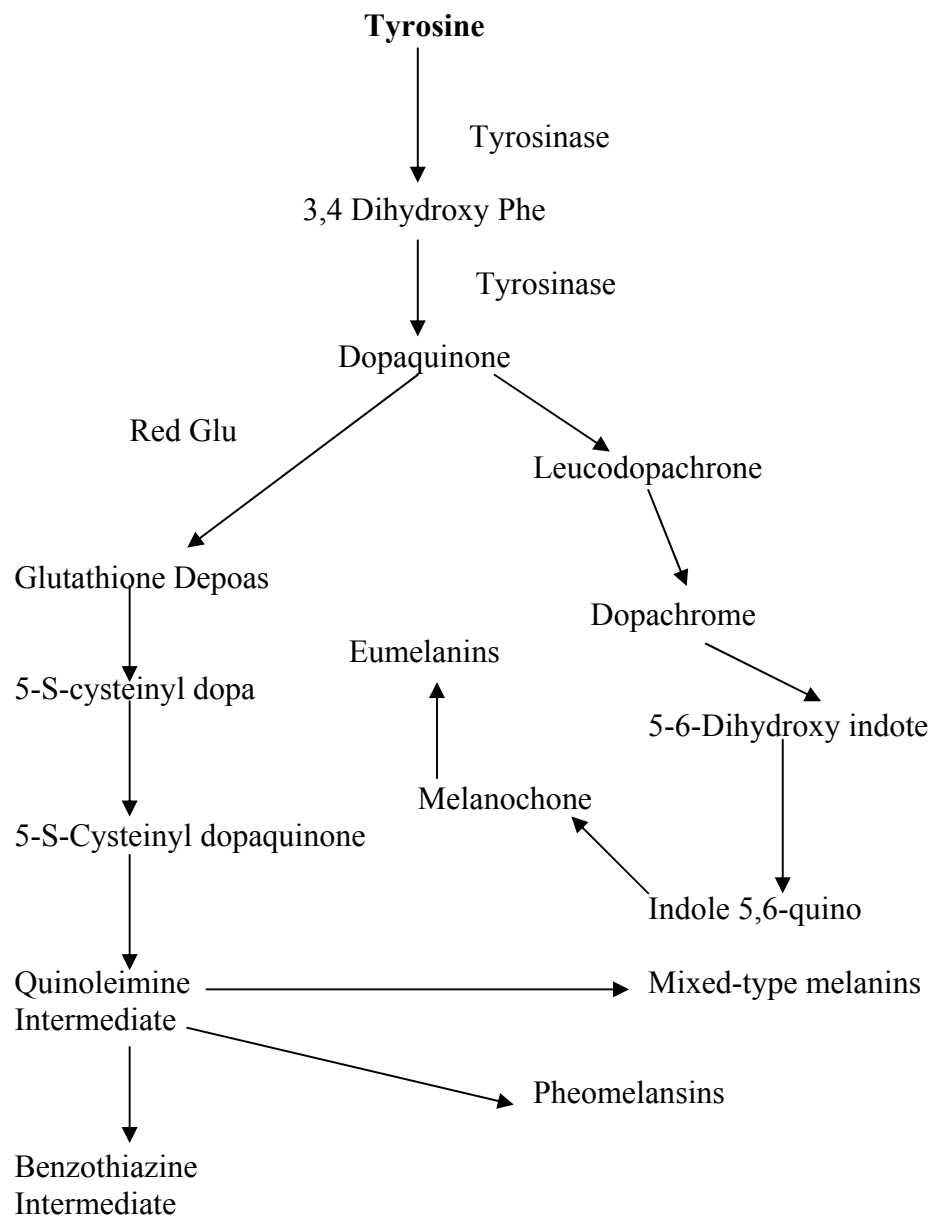 Tyrosine
Tyrosinase
3,4 Dihydroxy Phe
Tyrosinase
Dopaquinone
Red Glu
Leucodopachrone
Glutathione Depoas
Dopachrome
Eumelanins
5-S-cysteinyl dopa
5-6-Dihydroxy indote
Melanochone
5-S-Cysteinyl dopaquinone
Indole 5,6-quino
Quinoleimine
Intermediate
Mixed-type melanins
Pheomelansins
Benzothiazine
Intermediate